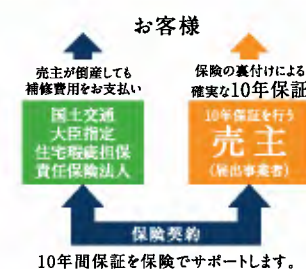 お客様
売主が倒産しても
補修費用をお支払い
保険の裏付けによる
確実な10年保証
国土交通
大臣指定
住宅瑕疵担保
責任保険法人
10年保証を行う
売主
(届出事業者)
保険契約
10年間保証を保険でサポートします。